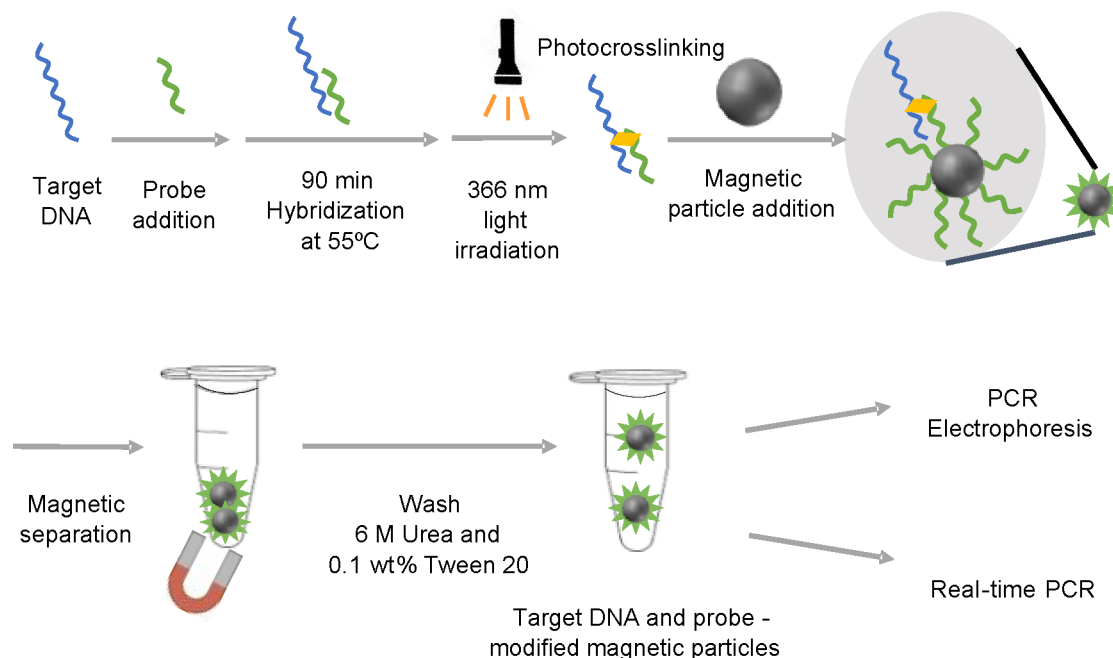 Photocrosslinking
Target
DNA
Probe
addition
90 min
Hybridization
at 55ºC
366 nm
light
irradiation
Magnetic
particle addition
Magnetic
separation
Wash
6 M Urea and
0.1 wt% Tween 20
Target DNA and probe -
modified magnetic particles
PCR
Electrophoresis
Real-time PCR